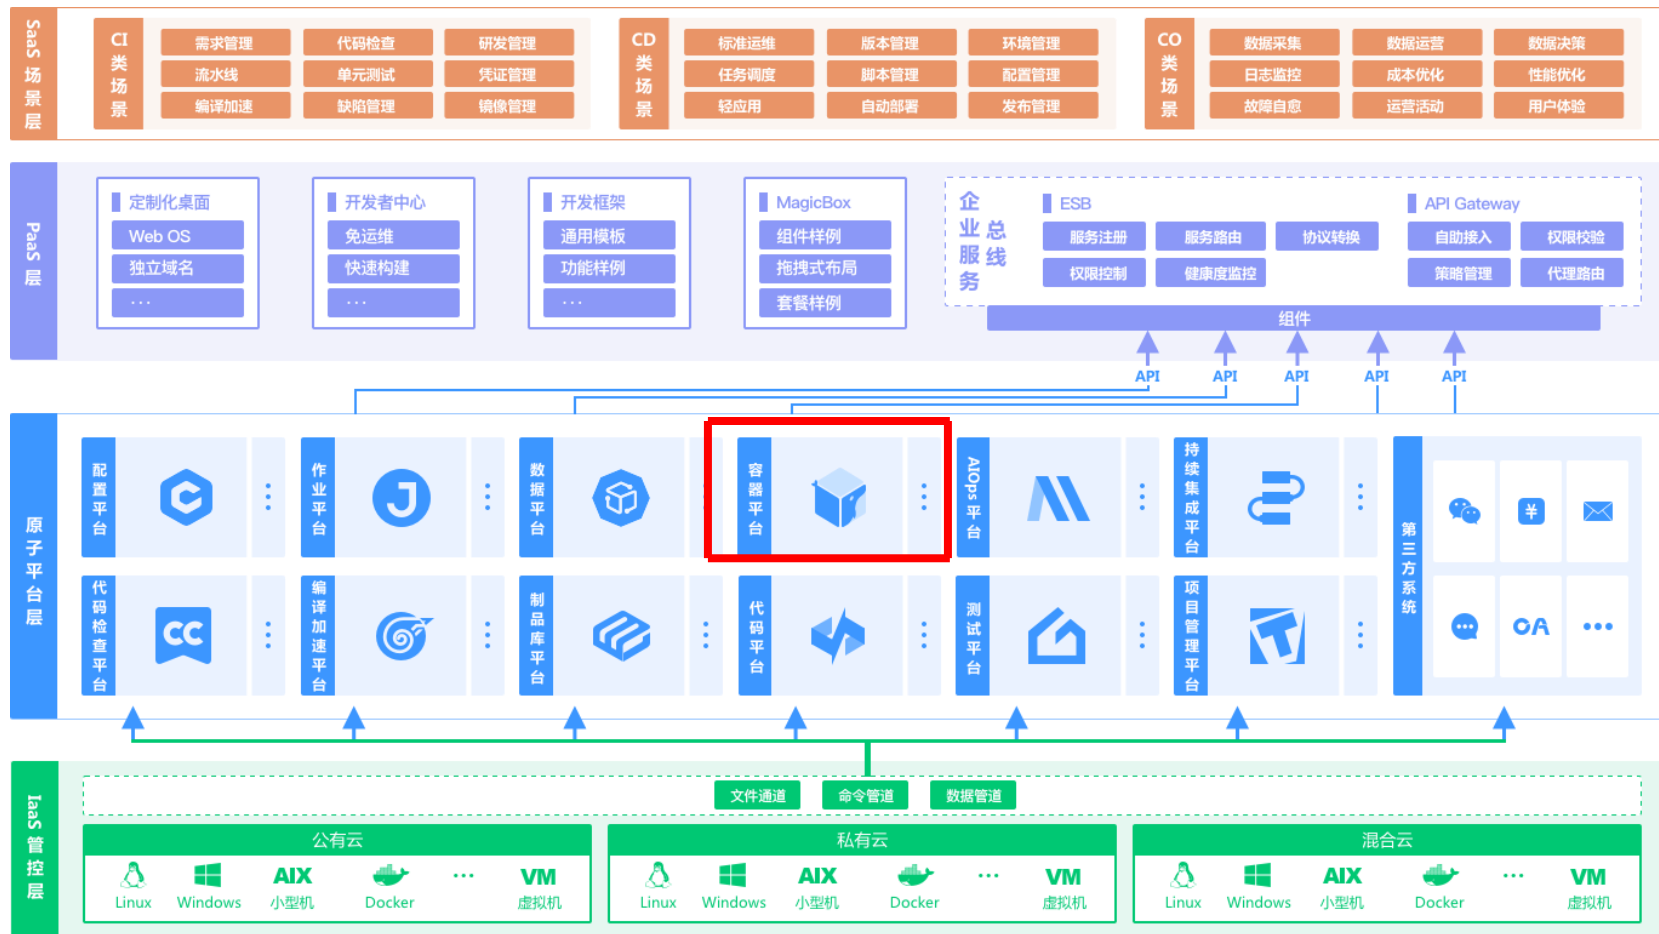 SaaS场景层
CI类场景
需求管理
代码检查
研发管理
流水线
单元测试
凭证管理
编译加速
缺陷管理
镜像管理
CD类场景
标准运维
版本管理
环境管理
任务调度
脚本管理
配置管理
轻应用
自动部署
发布管理
CO类场景
数据采集
数据运营
数据决策
日志监控
成本优化
性能优化
故障自愈
运营活动
用户体验
PaaS层
定制化桌面
Web OS
独立域名
...
开发者中心
免运维
快速构建
...
开发框架
通用模板
功能样例
...
MagicBox
组件样例
拖拽式布局
套餐样例
企业服务总线
ESB
服务注册
服务路由
协议转换
权限控制
健康度监控
API Gateway
自助接入
权限校验
策略管理
代理路由
组件
API
API
API
API
API
原子平台层
配置平台
作业平台
J
数据平台
容器平台
AIOps平台
持续集成平台
代码检查平台
CC
编译加速平台
制品库平台
代码平台
测试平台
项目管理平台
第三方系统
¥
OA
IaaS管控层
文件通道
命令管道
数据管道
公有云
Linux
Windows
AIX
小型机
Docker
...
VM
虚拟机
私有云
Linux
Windows
AIX
小型机
Docker
...
VM
虚拟机
混合云
Linux
Windows
AIX
小型机
Docker
...
VM
虚拟机